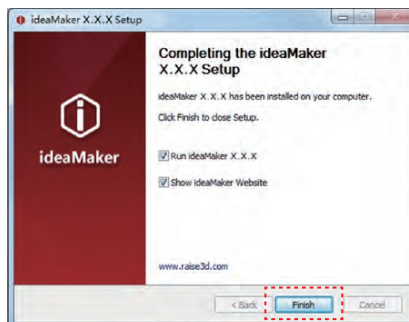 ideaMaker X.X.X Setup
Completing the ideaMaker
X.X.X Setup
ideaMaker X.X.X has been installed on your computer.
Click Finish to close Setup.
ideaMaker
Run ideaMaker X.X.X
Show ideaMaker Website
www.raise3d.com
< Back
Finish
Cancel